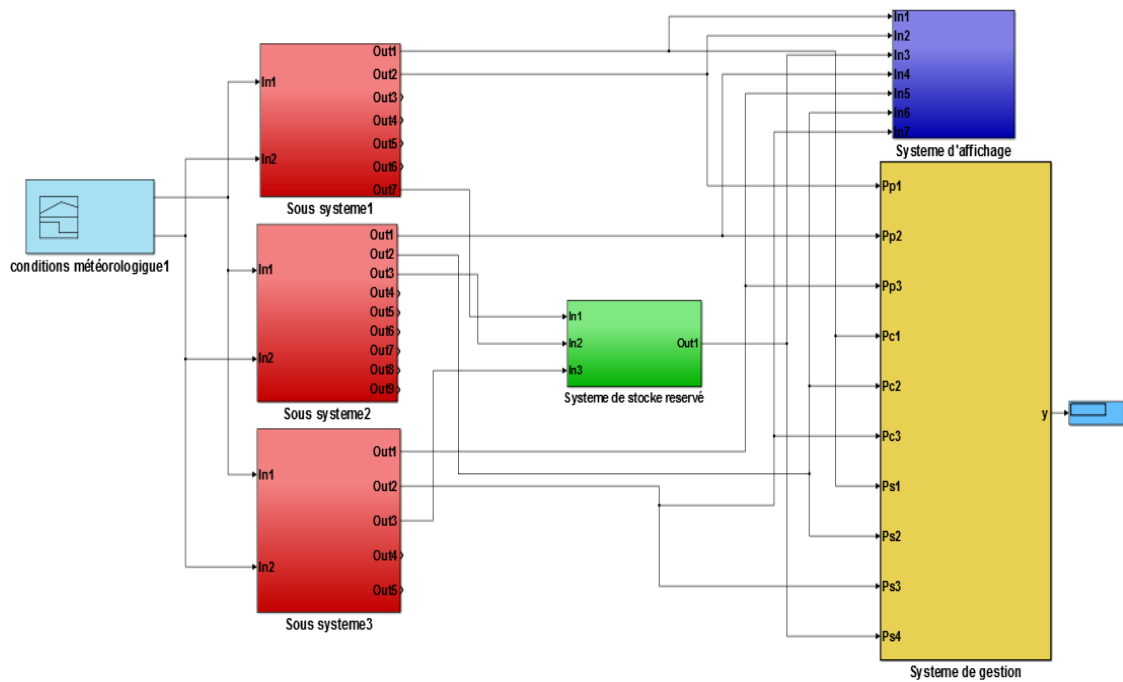 conditions météorologigue1
In1
In2
Out1
Out2
Out3
Out4
Out5
Out6
Out7
Sous systeme1
In1
In2
Out1
Out2
Out3
Out4
Out5
Out6
Out7
Out8
Out9
Sous systeme2
In1
In2
Out1
Out2
Out3
Out4
Out5
Sous systeme3
In1
In2
In3
Out1
Systeme de stocke reservé
In1
In2
In3
In4
In5
In6
In7
Systeme d'affichage
Pp1
Pp2
Pp3
Pc1
Pc2
Pc3
Ps1
Ps2
Ps3
Ps4
y
Systeme de gestion